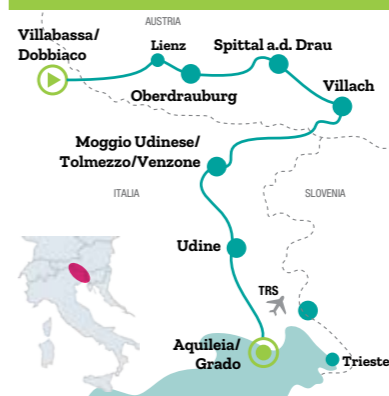 AUSTRIA
Villabassa/
Dobbiaco
Lienz
Spittal a.d. Drau
Oberdrauburg
Villach
Moggio Udinese/
Tolmezzo/Venzone
ITALIA
SLOVENIA
Udine
TRS
Aquileia/
Grado
Trieste